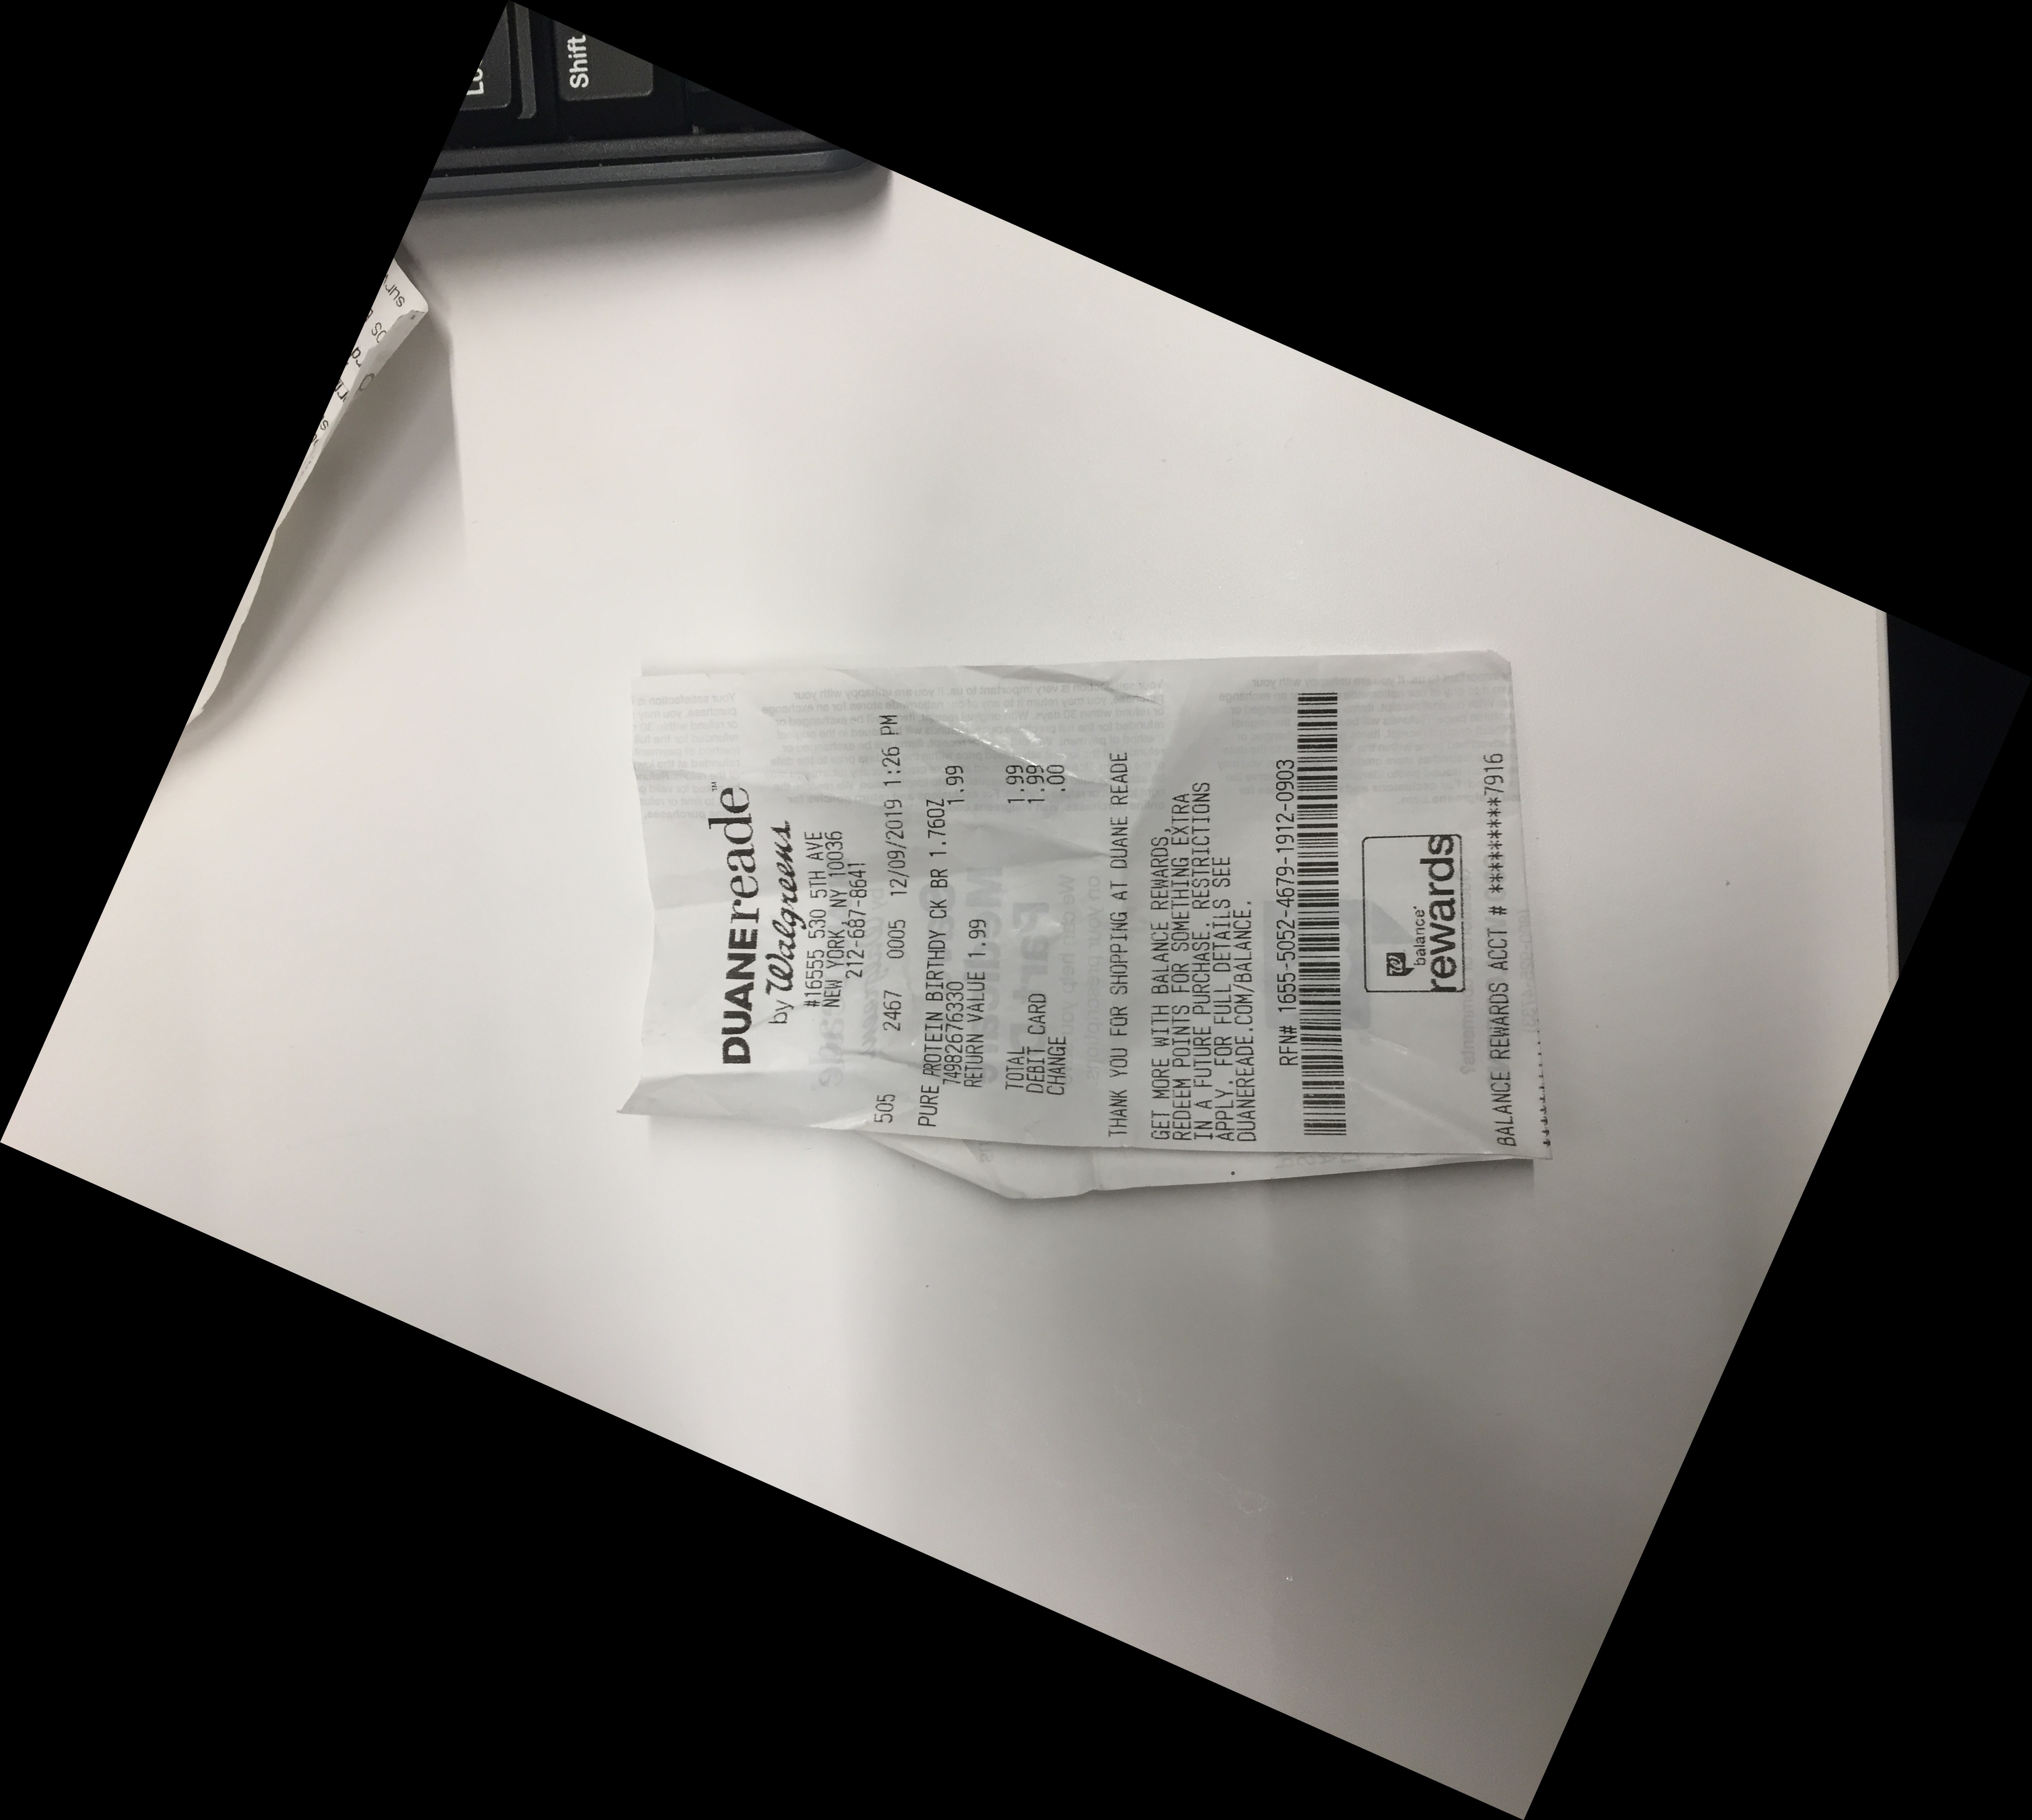 DUANEreade™
by Walgreens
#16555 530 5TH AVE
NEW YORK, NY 10036
212-687-8641
505 2467 0005 12/09/2019 1:26 PM
PURE PROTEIN BIRTHDY CK BR 1.76OZ
74982676330 1.99
RETURN VALUE 1.99
TOTAL 1.99
DEBIT CARD 1.99
CHANGE .00
THANK YOU FOR SHOPPING AT DUANE READE
GET MORE WITH BALANCE REWARDS,
REDEEM POINTS FOR SOMETHING EXTRA
IN A FUTURE PURCHASE. RESTRICTIONS
APPLY. FOR FULL DETAILS SEE
DUANEREADE.COM/BALANCE.
RFN# 1655-5052-4679-1912-0903
balance
rewards
BALANCE REWARDS ACCT # *********7916
Shift